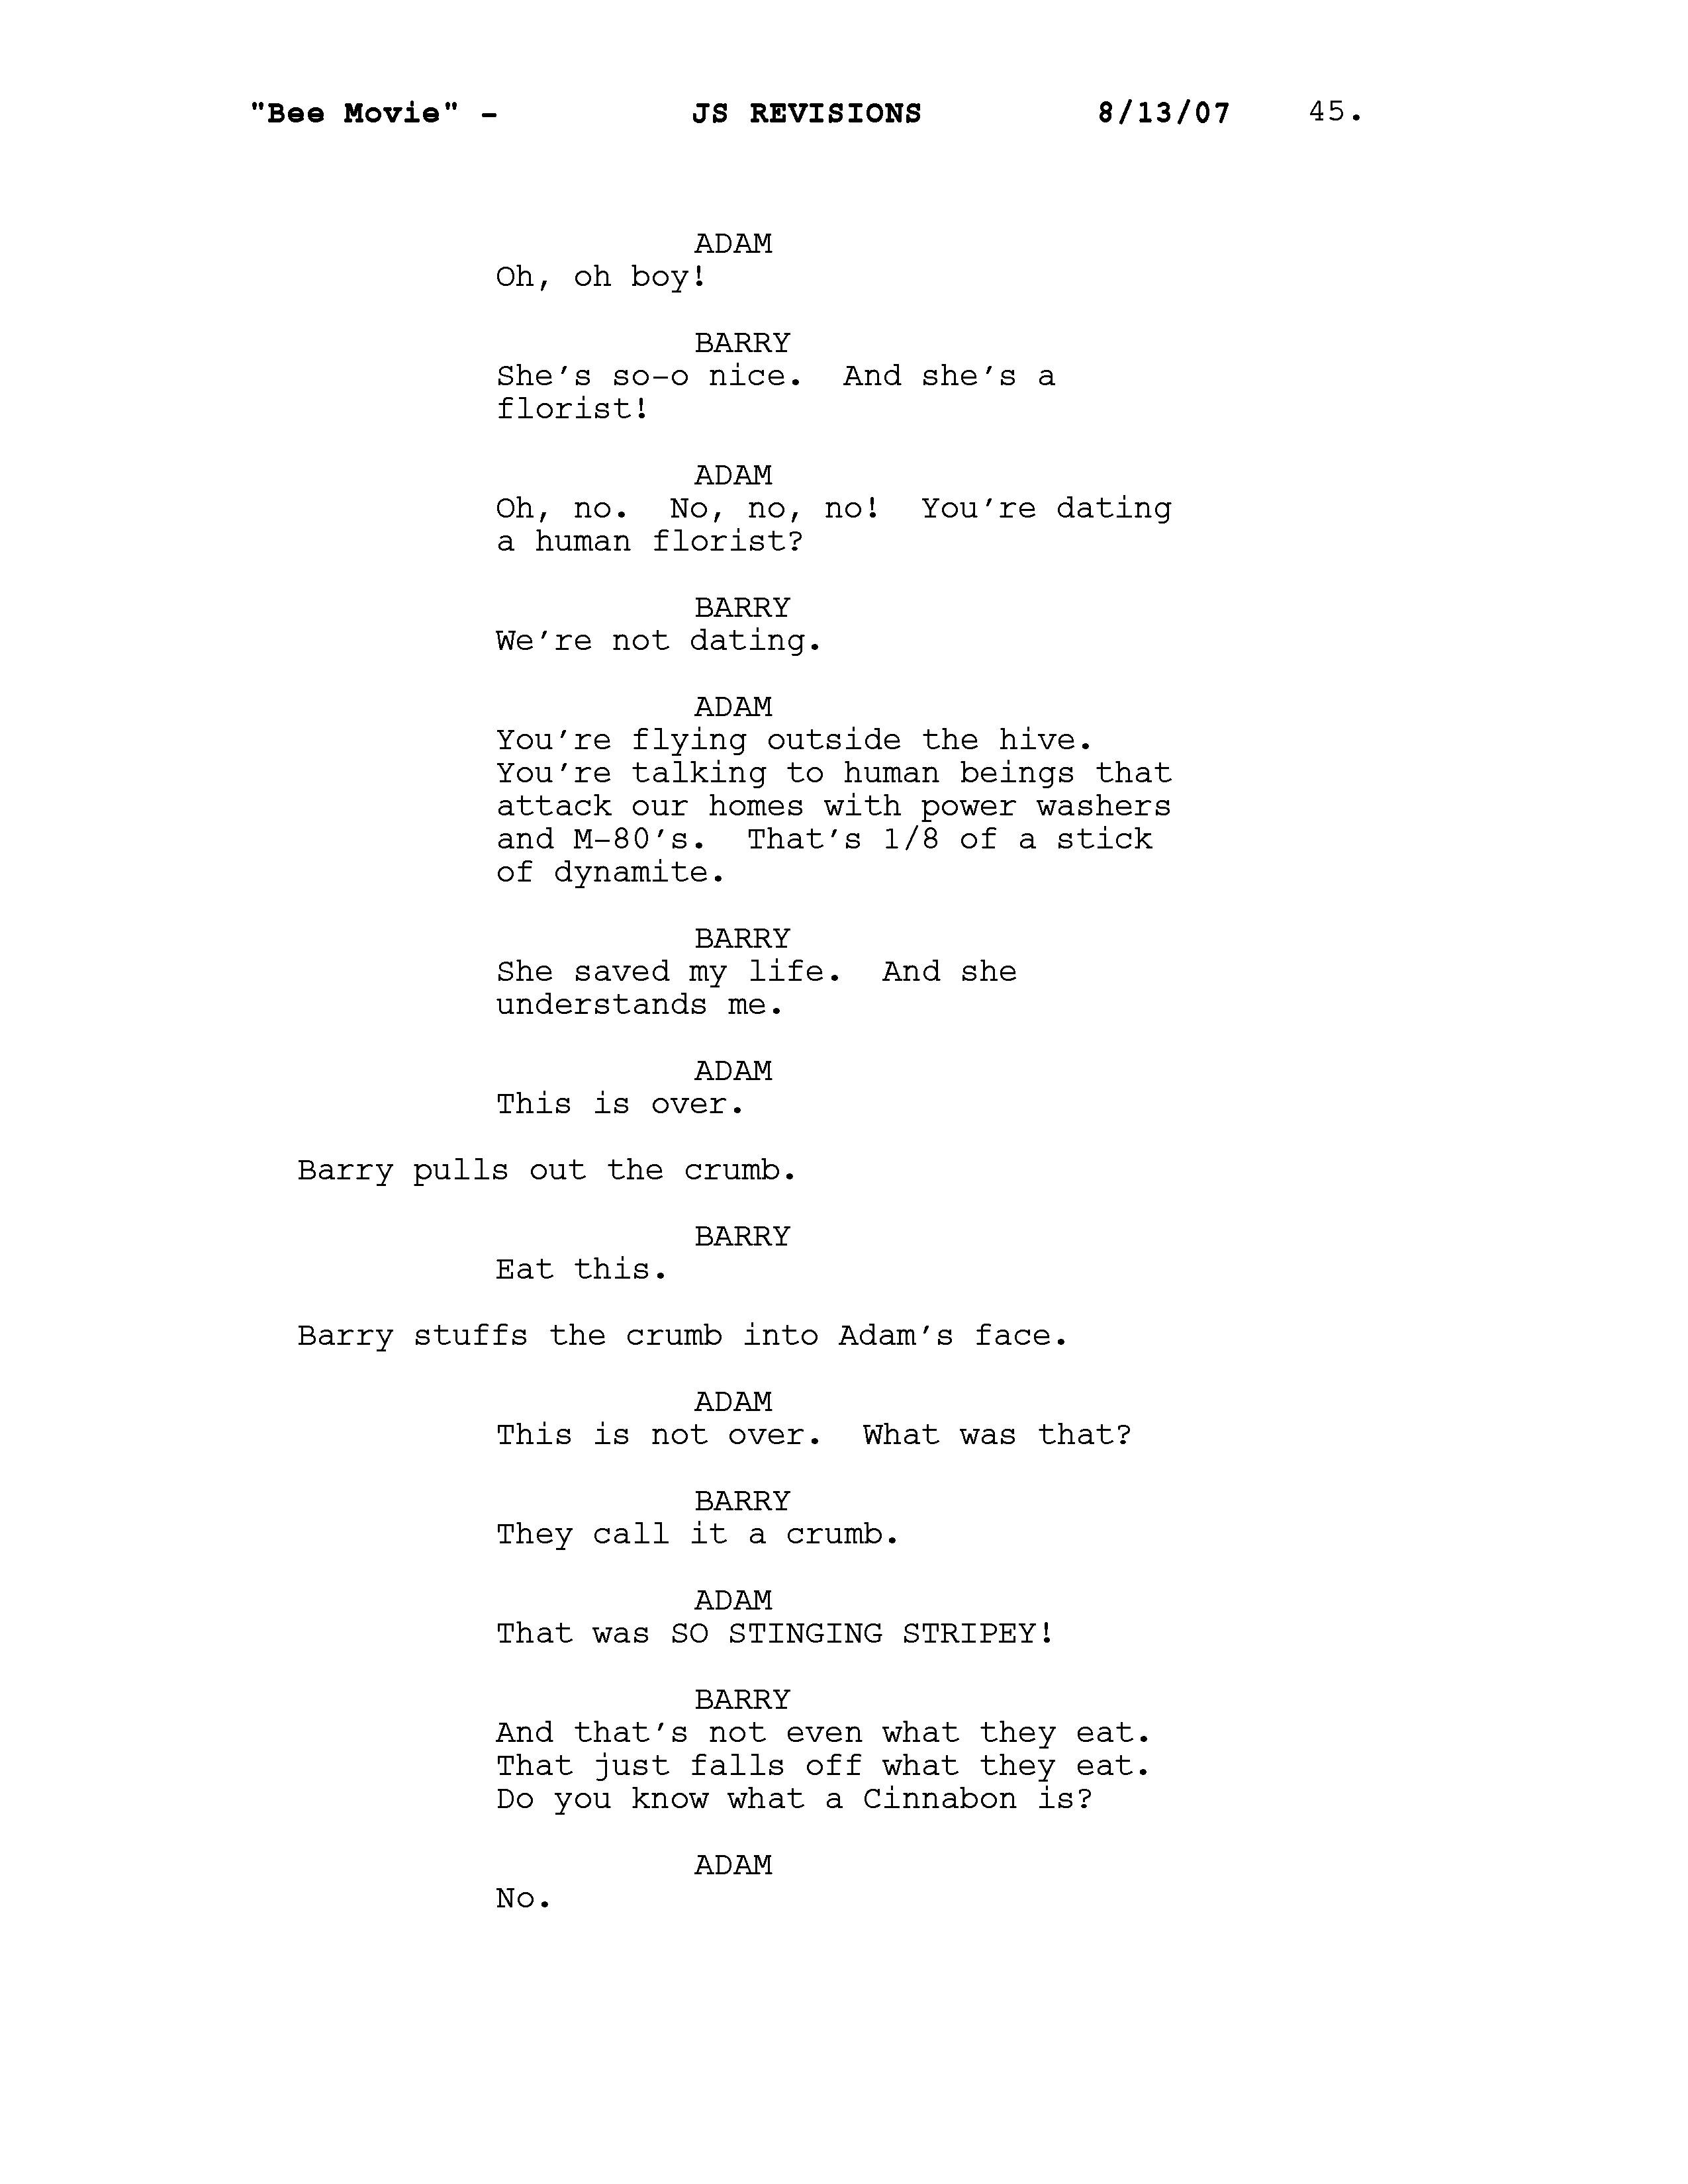 "Bee Movie" - JS REVISIONS 8/13/07 45.
ADAM
Oh, oh boy!
BARRY
She's so-o nice.  And she's a
florist!
ADAM
Oh, no.  No, no, no!  You're dating
a human florist?
BARRY
We're not dating.
ADAM
You're flying outside the hive.
You're talking to human beings that
attack our homes with power washers
and M-80's.  That's 1/8 of a stick
of dynamite.
BARRY
She saved my life.  And she
understands me.
ADAM
This is over.
Barry pulls out the crumb.
BARRY
Eat this.
Barry stuffs the crumb into Adam's face.
ADAM
This is not over.  What was that?
BARRY
They call it a crumb.
ADAM
That was SO STINGING STRIPEY!
BARRY
And that's not even what they eat.
That just falls off what they eat.
Do you know what a Cinnabon is?
ADAM
No.